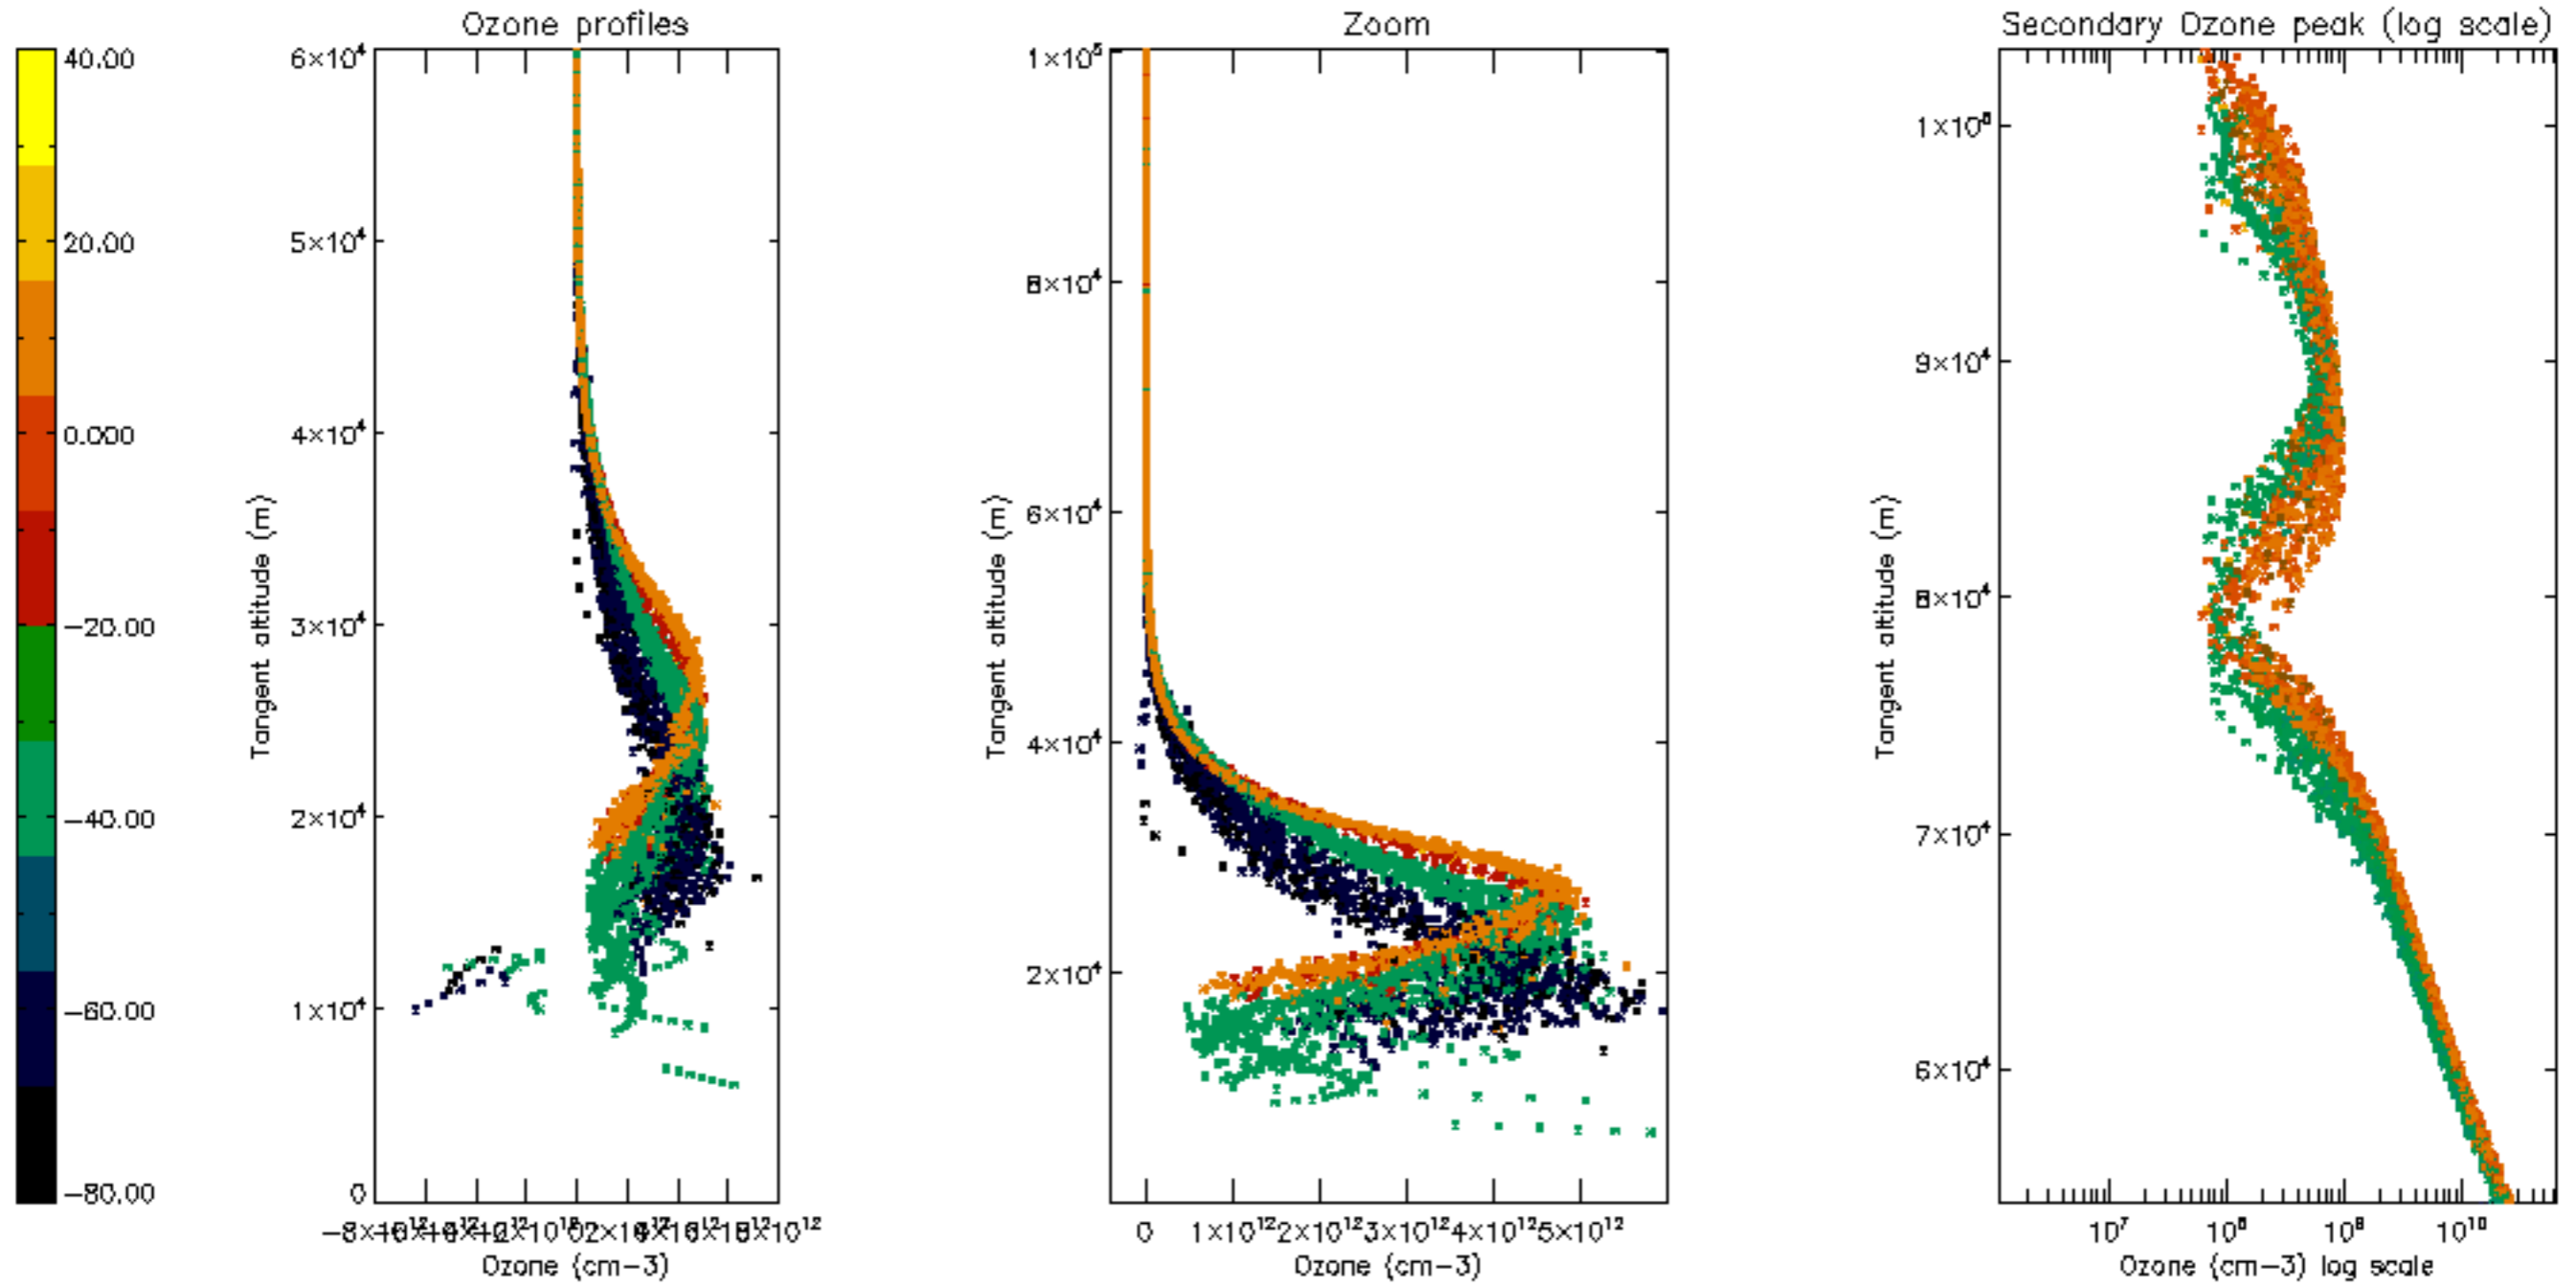 Ozone profiles
Zoom
Secondary Ozone peak (log scale)
40.00
20.00
0.000
−20.00
−40.00
−60.00
−80.00
6×10⁴
5×10⁴
4×10⁴
3×10⁴
2×10⁴
1×10⁴
0
Tangent altitude (m)
Ozone (cm−3)
1×10⁵
8×10⁴
6×10⁴
4×10⁴
2×10⁴
Tangent altitude (m)
0 1×10¹² 2×10¹² 3×10¹² 4×10¹² 5×10¹²
Ozone (cm−3)
1×10⁵
9×10⁴
8×10⁴
7×10⁴
6×10⁴
Tangent altitude (m)
10⁷ 10⁸ 10⁹ 10¹⁰
Ozone (cm−3) log scale